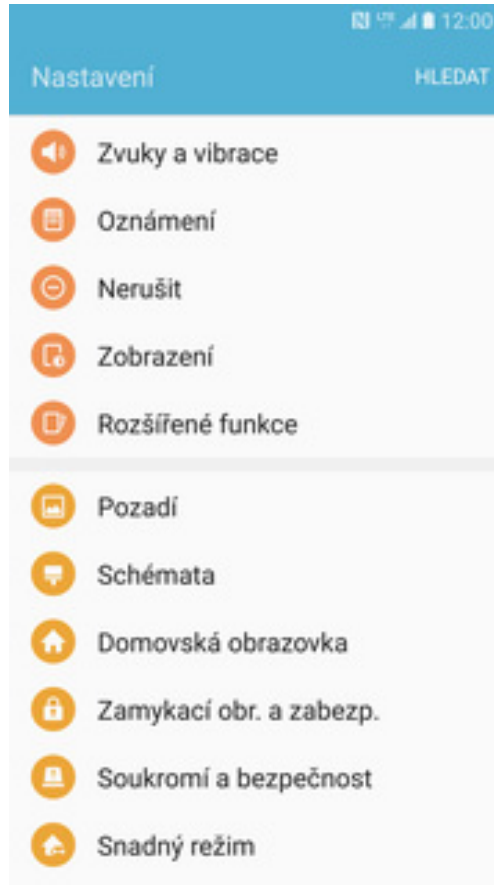 LTE 12:00
Nastavení HLEDAT
Zvuky a vibrace
Oznámení
Nerušit
Zobrazení
Rozšířené funkce
Pozadí
Schémata
Domovská obrazovka
Zamykací obr. a zabezp.
Soukromí a bezpečnost
Snadný režim